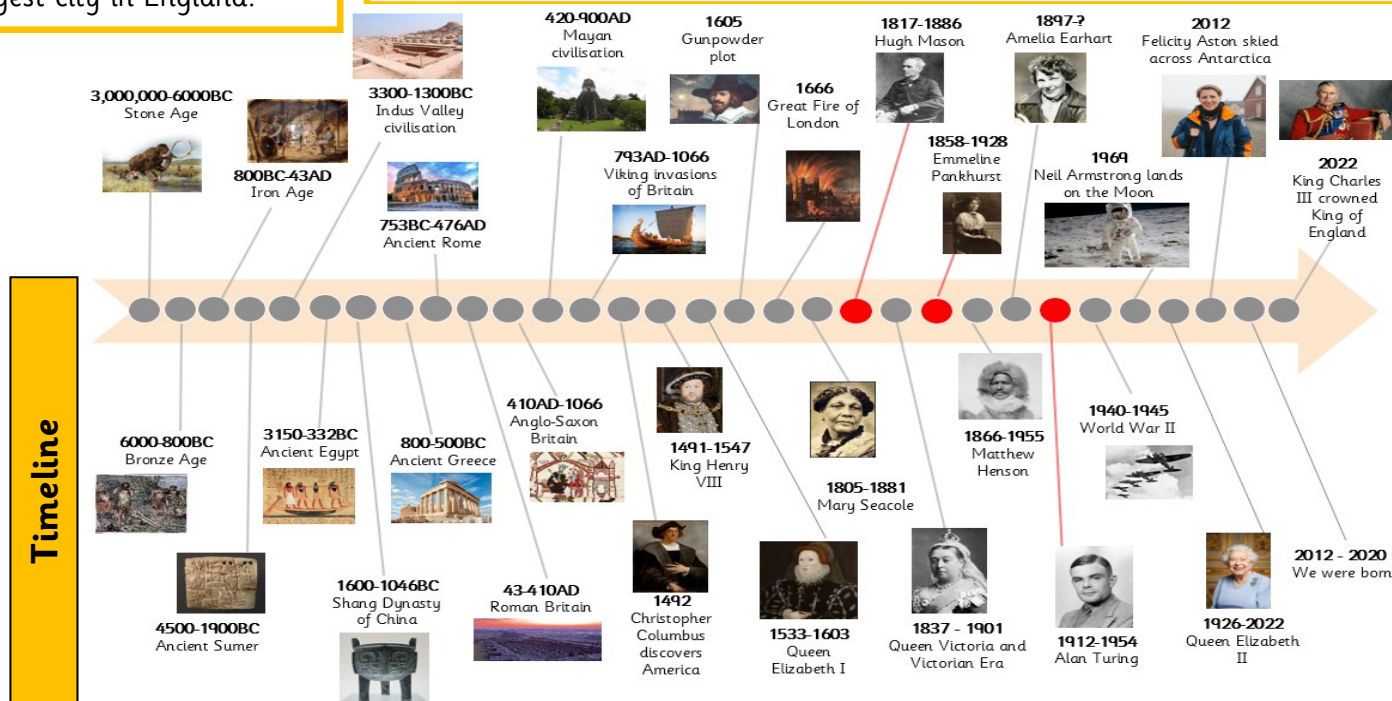 gest city in England.
3,000,000-6000BC
Stone Age
800BC-43AD
Iron Age
3300-1300BC
Indus Valley
civilisation
753BC-476AD
Ancient Rome
420-900AD
Mayan
civilisation
793AD-1066
Viking invasions
of Britain
1605
Gunpowder
plot
1666
Great Fire of
London
1817-1886
Hugh Mason
1858-1928
Emmeline
Pankhurst
1897-?
Amelia Earhart
1969
Neil Armstrong lands
on the Moon
2012
Felicity Aston skied
across Antarctica
2022
King Charles
III crowned
King of
England
Timeline
6000-800BC
Bronze Age
4500-1900BC
Ancient Sumer
3150-332BC
Ancient Egypt
1600-1046BC
Shang Dynasty
of China
800-500BC
Ancient Greece
43-410AD
Roman Britain
410AD-1066
Anglo-Saxon
Britain
1492
Christopher
Columbus
discovers
America
1491-1547
King Henry
VIII
1533-1603
Queen
Elizabeth I
1805-1881
Mary Seacole
1837 - 1901
Queen Victoria and
Victorian Era
1866-1955
Matthew
Henson
1912-1954
Alan Turing
1940-1945
World War II
1926-2022
Queen Elizabeth
II
2012 - 2020
We were born